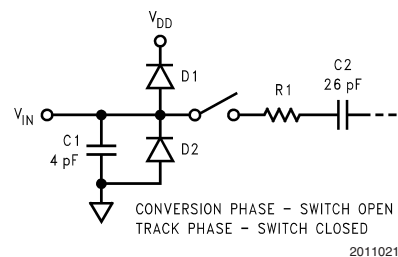 VDD
D1
VIN
C1
4 pF
D2
R1
C2
26 pF
CONVERSION PHASE – SWITCH OPEN
TRACK PHASE – SWITCH CLOSED
2011021